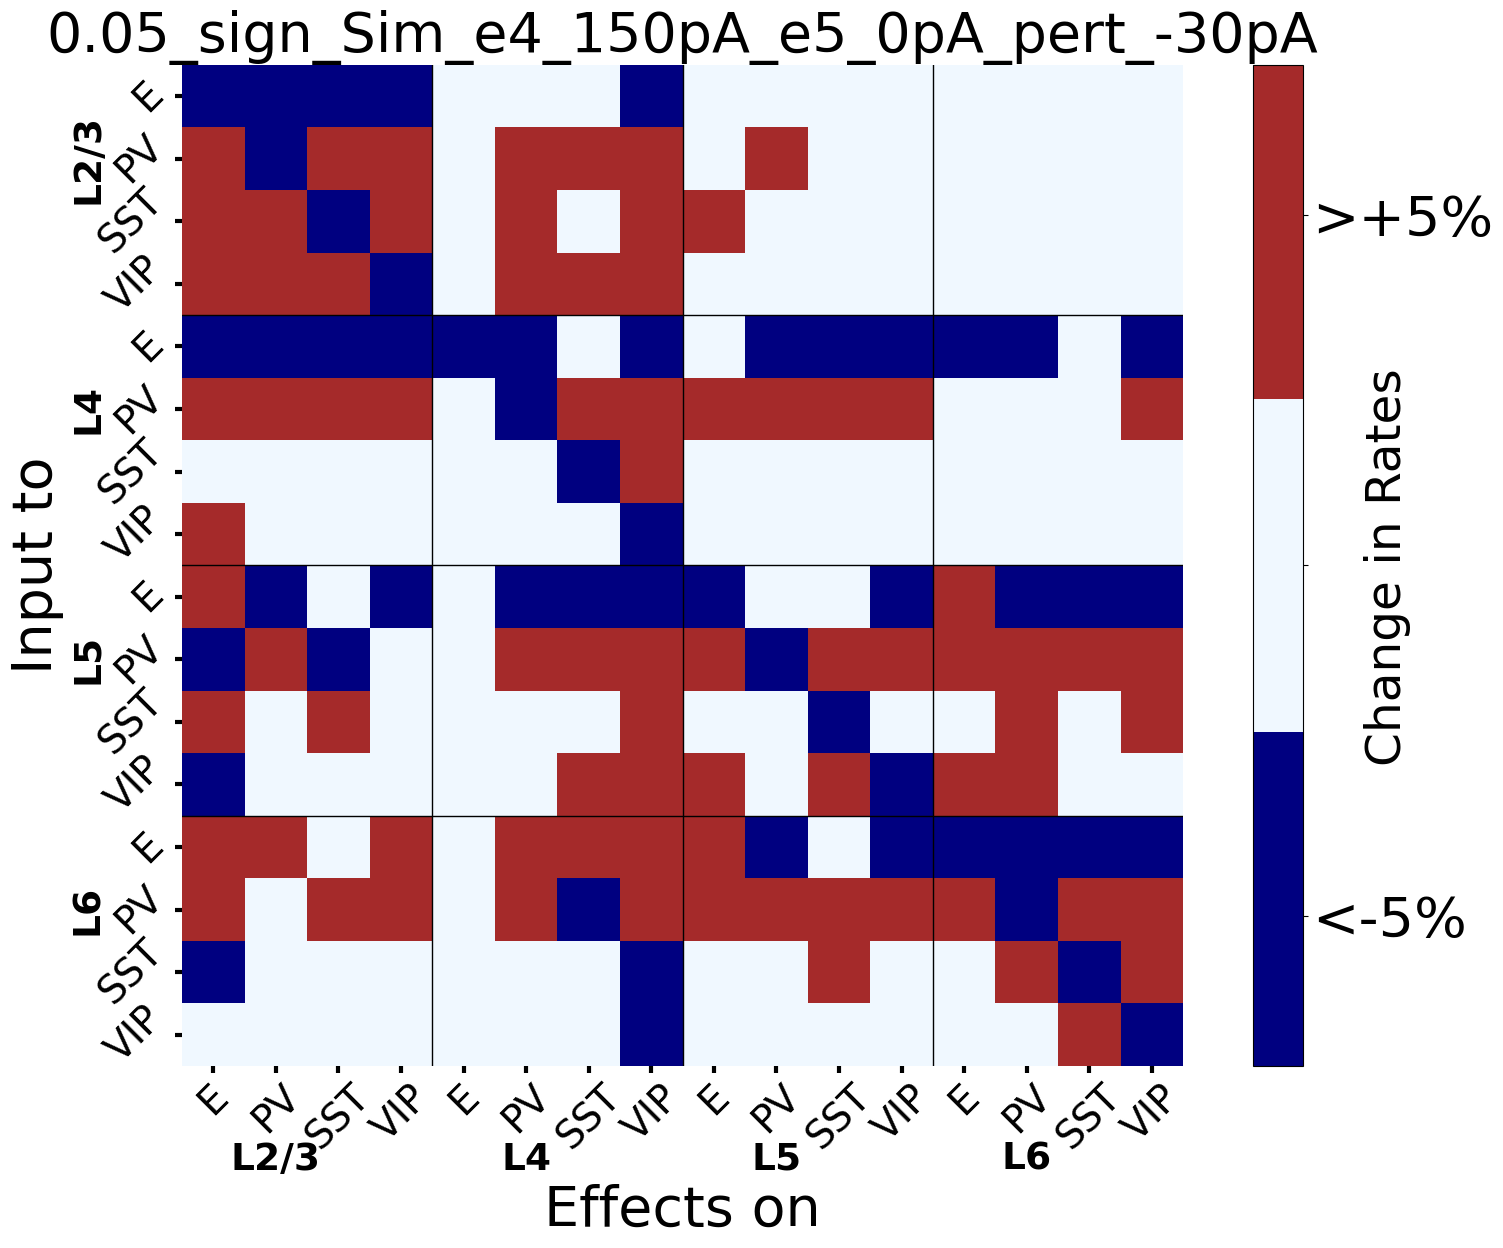 0.05_sign_Sim_e4_150pA_e5_0pA_pert_-30pA
Input to
L2/3
E
PV
SST
VIP
L4
E
PV
SST
VIP
L5
E
PV
SST
VIP
L6
E
PV
SST
VIP
E PV SST VIP E PV SST VIP E PV SST VIP E PV SST VIP
L2/3 L4 L5 L6
Effects on
>+5%
<-5%
Change in Rates